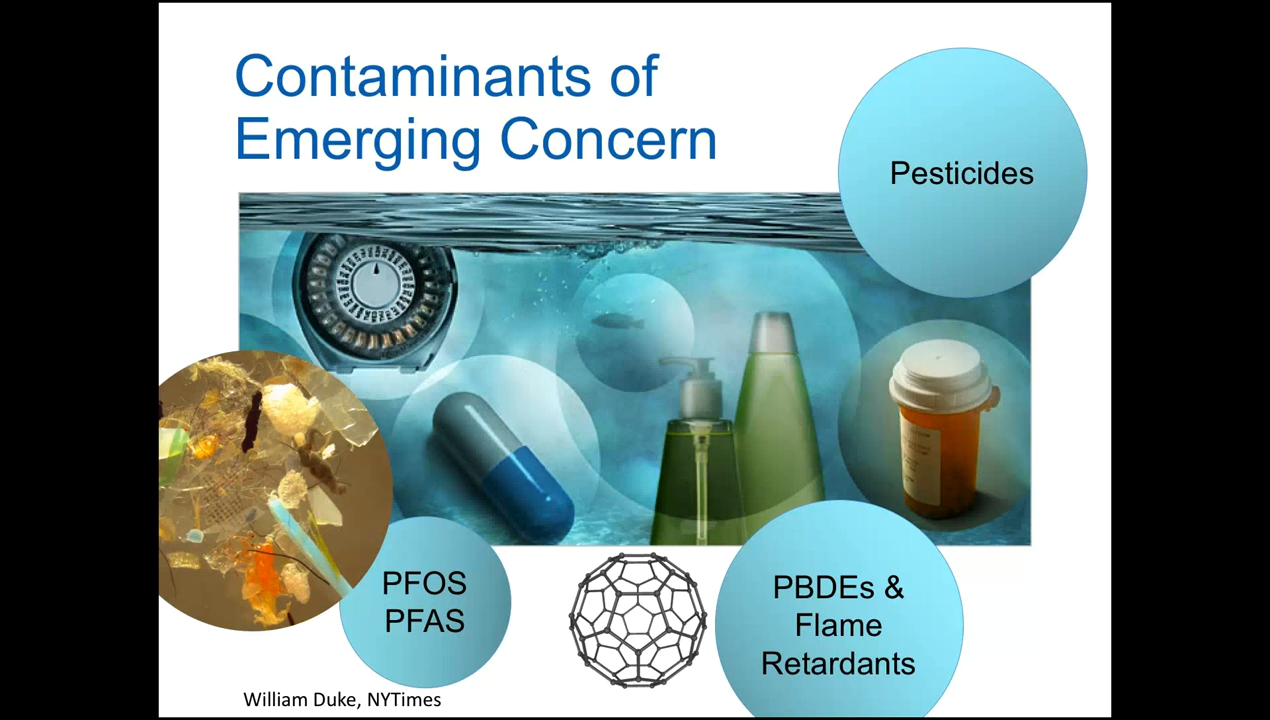 Contaminants of
Emerging Concern
Pesticides
PFOS
PFAS
PBDEs &
Flame
Retardants
William Duke, NYTimes